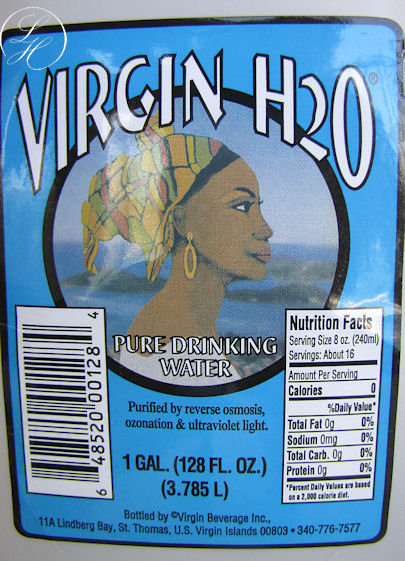 LH
VIRGIN H2O®
PURE DRINKING
WATER
Purified by reverse osmosis,
ozonation & ultraviolet light.
1 GAL. (128 FL. OZ.)
(3.785 L)
6 48520 00128 4
Nutrition Facts
Serving Size 8 oz. (240ml)
Servings: About 16
Amount Per Serving
Calories 0
%Daily Value*
Total Fat 0g 0%
Sodium 0mg 0%
Total Carb. 0g 0%
Protein 0g 0%
*Percent Daily Values are based
on a 2,000 calorie diet.
Bottled by ©Virgin Beverage Inc.,
11A Lindberg Bay, St. Thomas, U.S. Virgin Islands 00803 • 340-776-7577